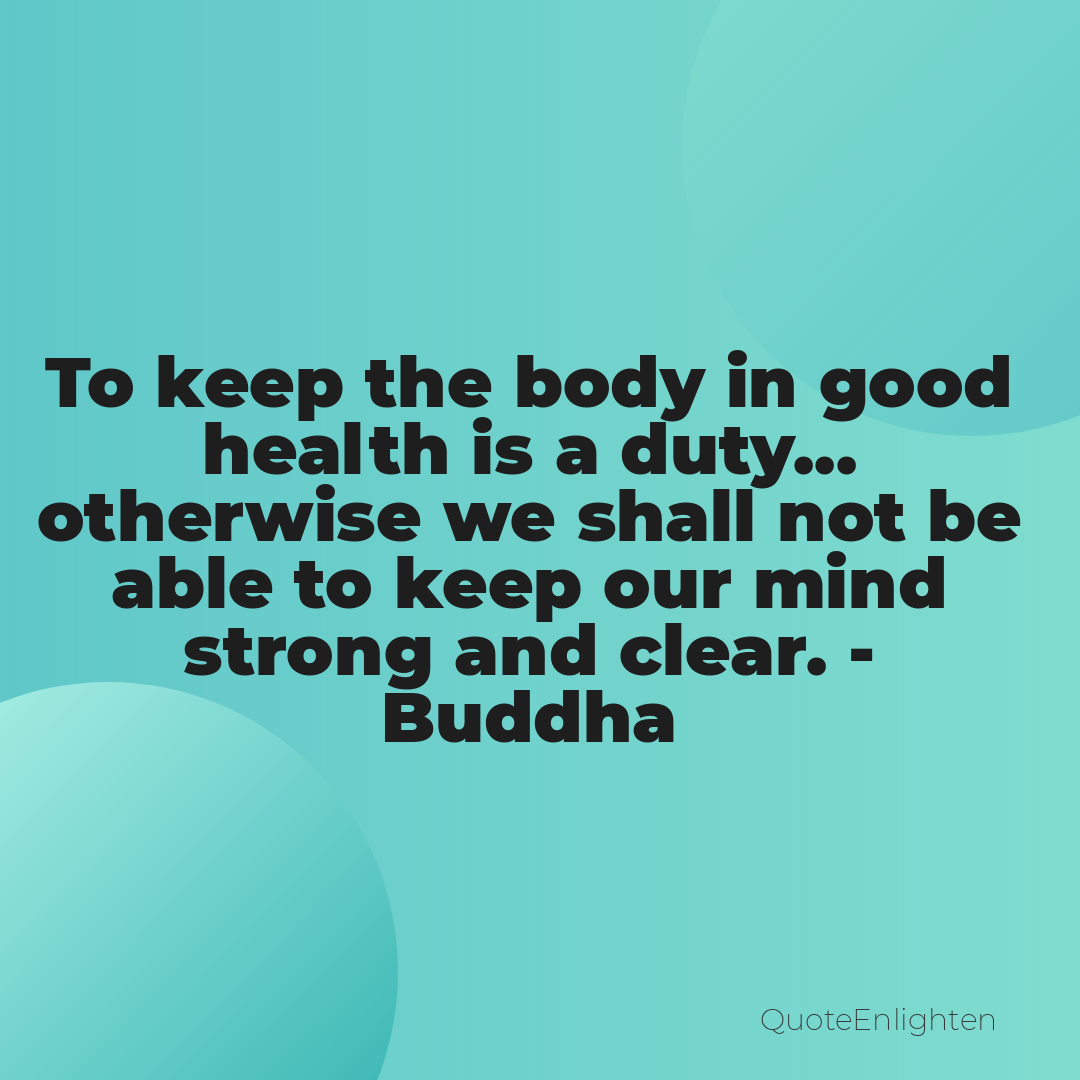 To keep the body in good
health is a duty...
otherwise we shall not be
able to keep our mind
strong and clear. -
Buddha
QuoteEnlighten